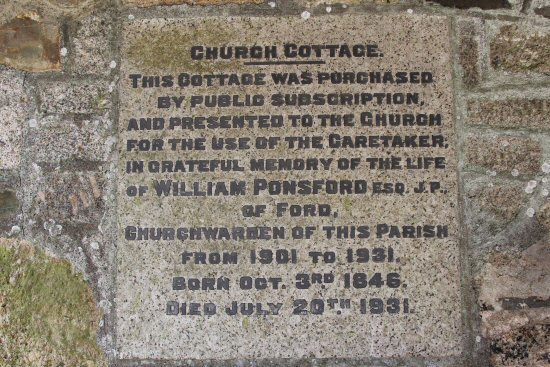 CHURCH COTTAGE.
THIS COTTAGE WAS PURCHASED
BY PUBLIC SUBSCRIPTION,
AND PRESENTED TO THE CHURCH
FOR THE USE OF THE CARETAKER,
IN GRATEFUL MEMORY OF THE LIFE
OF WILLIAM PONSFORD ESQ. J.P.,
OF FORD,
CHURCHWARDEN OF THIS PARISH
FROM 1901 TO 1931.
BORN OCT. 3RD 1846.
DIED JULY 20TH. 1931.